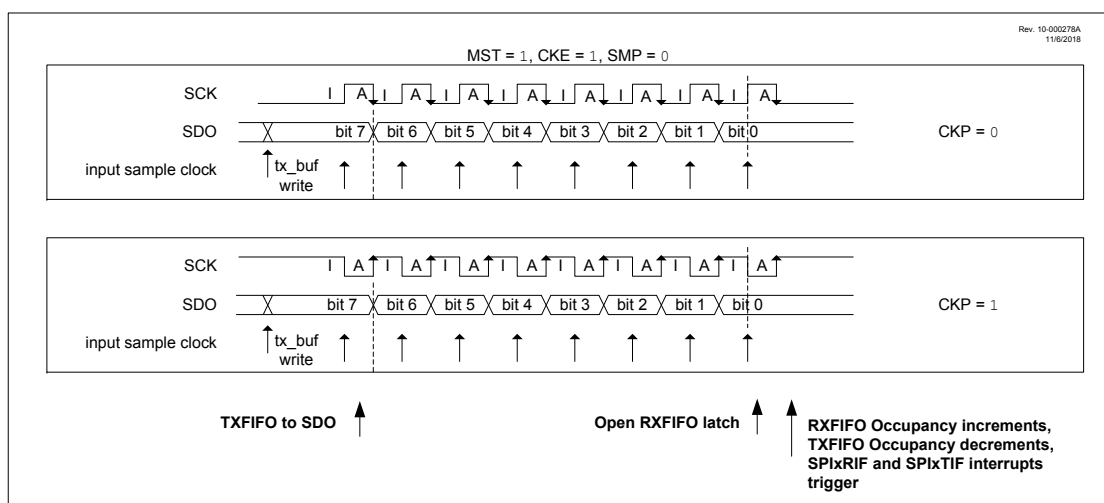 Rev. 10-000278A
11/6/2018
MST = 1, CKE = 1, SMP = 0
SCK I A I A I A I A I A I A I A I A
SDO bit 7 bit 6 bit 5 bit 4 bit 3 bit 2 bit 1 bit 0 CKP = 0
input sample clock tx_buf
write
SCK I A I A I A I A I A I A I A I A
SDO bit 7 bit 6 bit 5 bit 4 bit 3 bit 2 bit 1 bit 0 CKP = 1
input sample clock tx_buf
write
TXFIFO to SDO
Open RXFIFO latch
RXFIFO Occupancy increments,
TXFIFO Occupancy decrements,
SPIxRIF and SPIxTIF interrupts
trigger